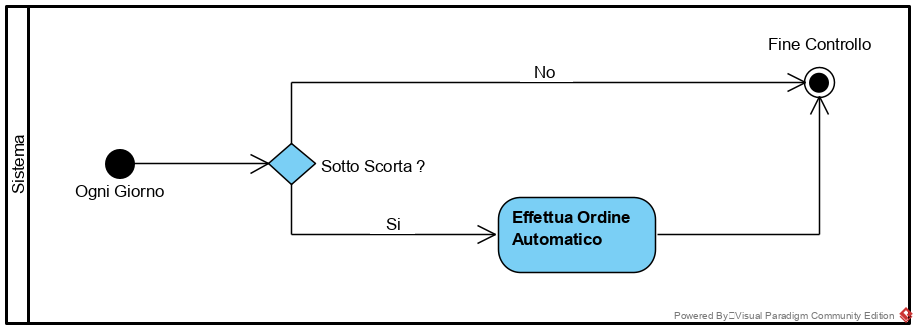 Fine Controllo
No
Sistema
Sotto Scorta ?
Ogni Giorno
Si
Effettua Ordine
Automatico
Powered By Visual Paradigm Community Edition